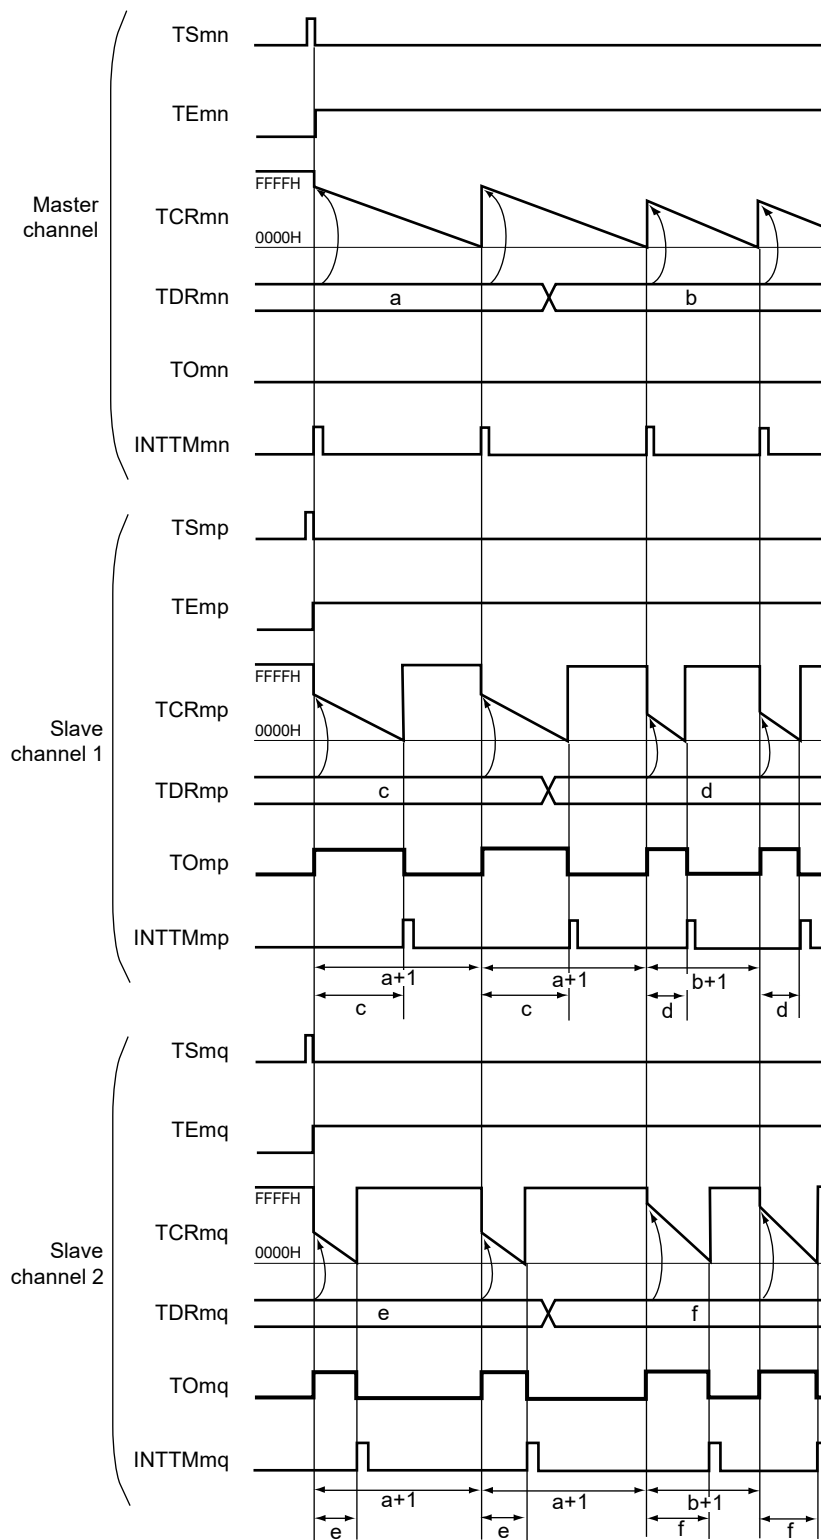 TSmn
TEmn
FFFFH
Master
channel
TCRmn
0000H
TDRmn
a
b
TOmn
INTTMmn
TSmp
TEmp
FFFFH
TCRmp
Slave
channel 1
0000H
TDRmp
c
d
TOmp
INTTMmp
a+1
a+1
b+1
c
c
d
d
TSmq
TEmq
FFFFH
TCRmq
Slave
channel 2
0000H
TDRmq
e
f
TOmq
INTTMmq
a+1
a+1
b+1
e
e
f
f